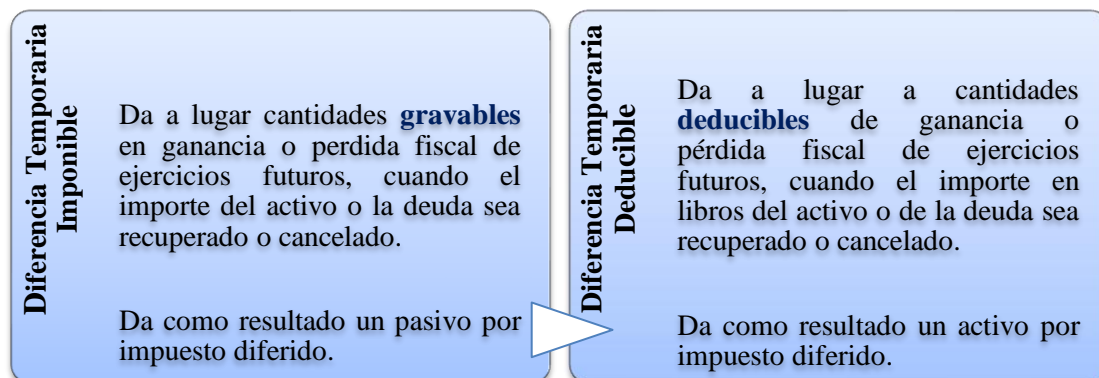 Diferencia Temporaria
Imponible
Da a lugar cantidades gravables
en ganancia o perdida fiscal de
ejercicios futuros, cuando el
importe del activo o la deuda sea
recuperado o cancelado.
Da como resultado un pasivo por
impuesto diferido.
Diferencia Temporaria
Deducible
Da a lugar a cantidades
deducibles de ganancia o
pérdida fiscal de ejercicios
futuros, cuando el importe en
libros del activo o de la deuda sea
recuperado o cancelado.
Da como resultado un activo por
impuesto diferido.